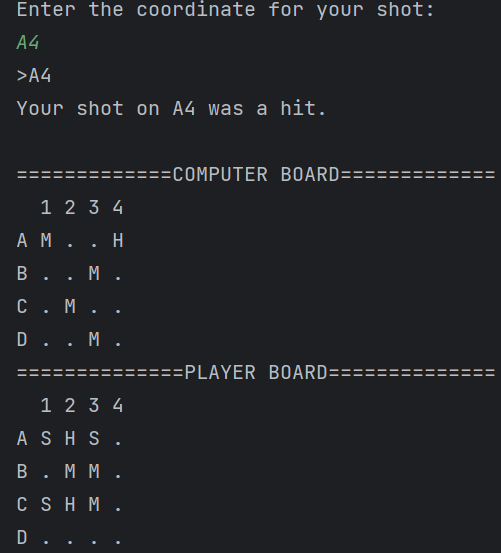 Enter the coordinate for your shot:
A4
>A4
Your shot on A4 was a hit.
=============COMPUTER BOARD=============
  1 2 3 4
A M . . H
B . . M .
C . M . .
D . . M .
==============PLAYER BOARD==============
  1 2 3 4
A S H S .
B . M M .
C S H M .
D . . . .